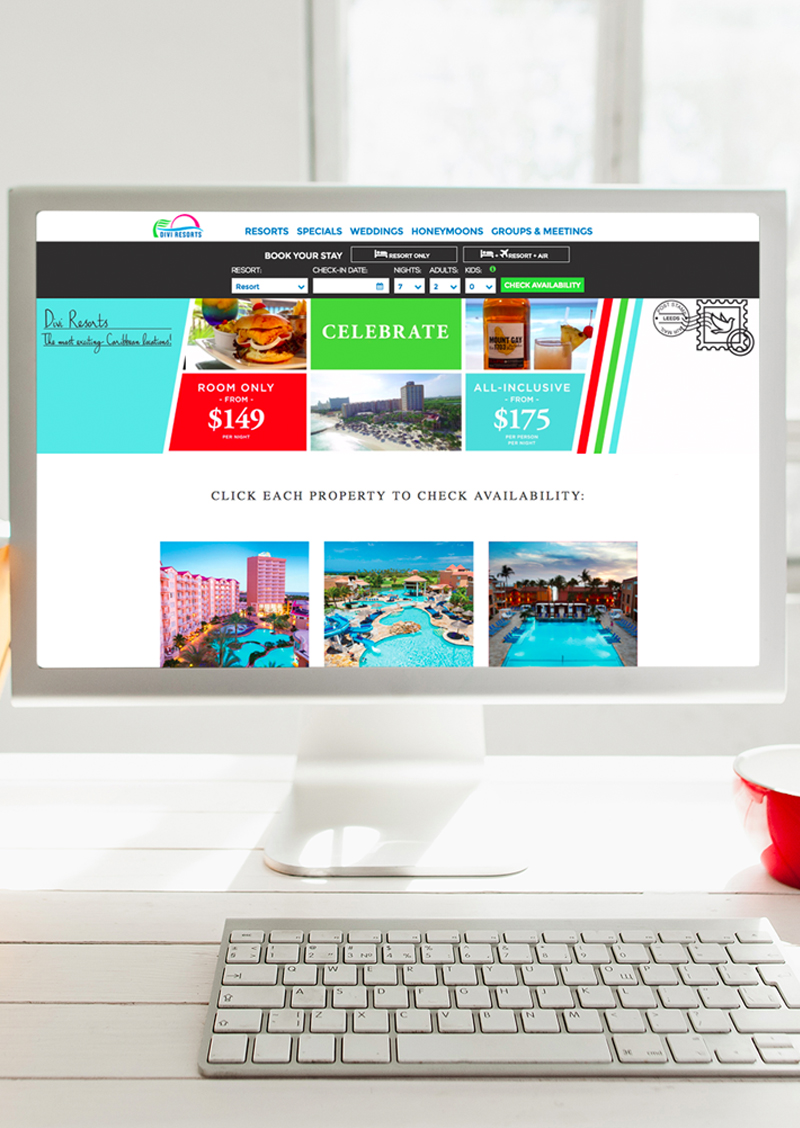 DIVI RESORTS
RESORTS SPECIALS WEDDINGS HONEYMOONS GROUPS & MEETINGS
BOOK YOUR STAY RESORT ONLY + RESORT + AIR
RESORT: CHECK-IN DATE: NIGHTS: ADULTS: KIDS:
Resort 7 2 0 CHECK AVAILABILITY
Divi Resorts
The most exciting Caribbean locations!
CELEBRATE
MOUNT GAY
LEEDS
ROOM ONLY
- FROM -
$149
PER NIGHT
ALL-INCLUSIVE
- FROM -
$175
PER PERSON
PER NIGHT
CLICK EACH PROPERTY TO CHECK AVAILABILITY:
Q W E R T Y U I O P
A S D F G H J K L
Z X C V B N M
cmd